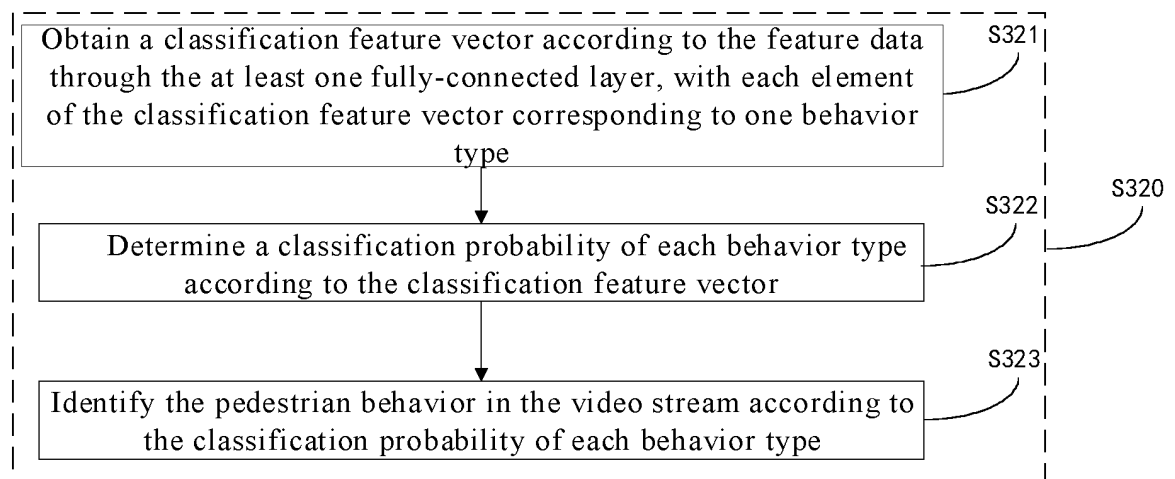 Obtain a classification feature vector according to the feature data
through the at least one fully-connected layer, with each element
of the classification feature vector corresponding to one behavior
type
S321
Determine a classification probability of each behavior type
according to the classification feature vector
S322
S320
Identify the pedestrian behavior in the video stream according to
the classification probability of each behavior type
S323